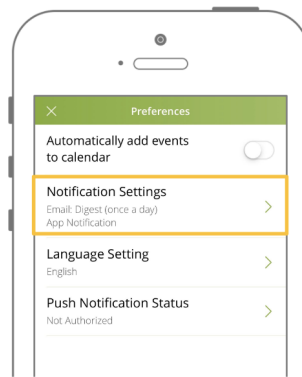 Preferences
Automatically add events
to calendar
Notification Settings
Email: Digest (once a day)
App Notification
Language Setting
English
Push Notification Status
Not Authorized